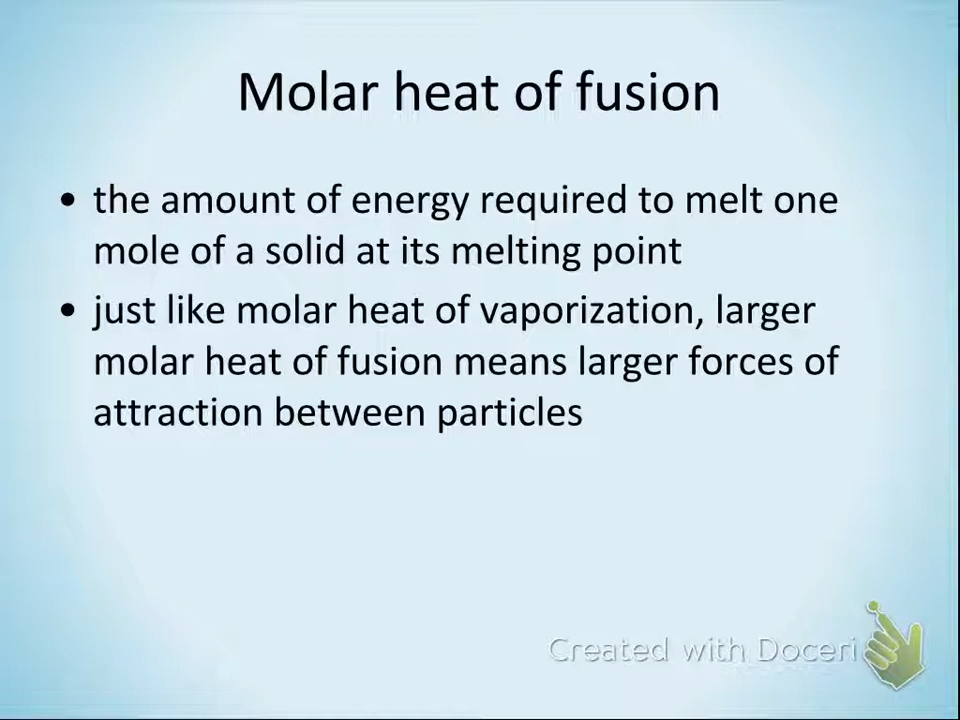 Molar heat of fusion
• the amount of energy required to melt one
mole of a solid at its melting point
• just like molar heat of vaporization, larger
molar heat of fusion means larger forces of
attraction between particles
Created with Doceri